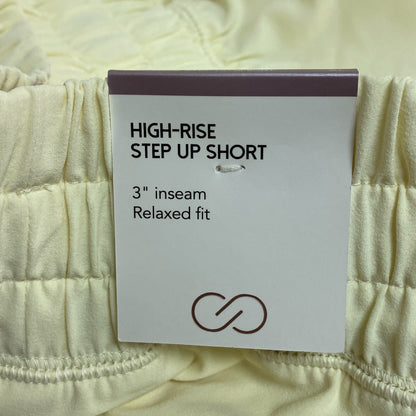 HIGH-RISE
STEP UP SHORT
3" inseam
Relaxed fit